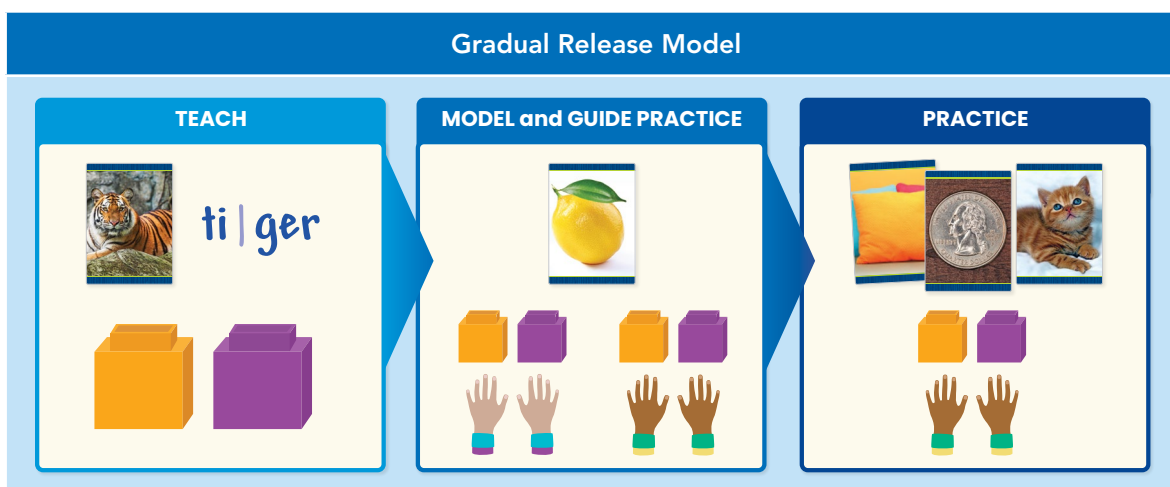 Gradual Release Model
TEACH
MODEL and GUIDE PRACTICE
PRACTICE
ti | ger